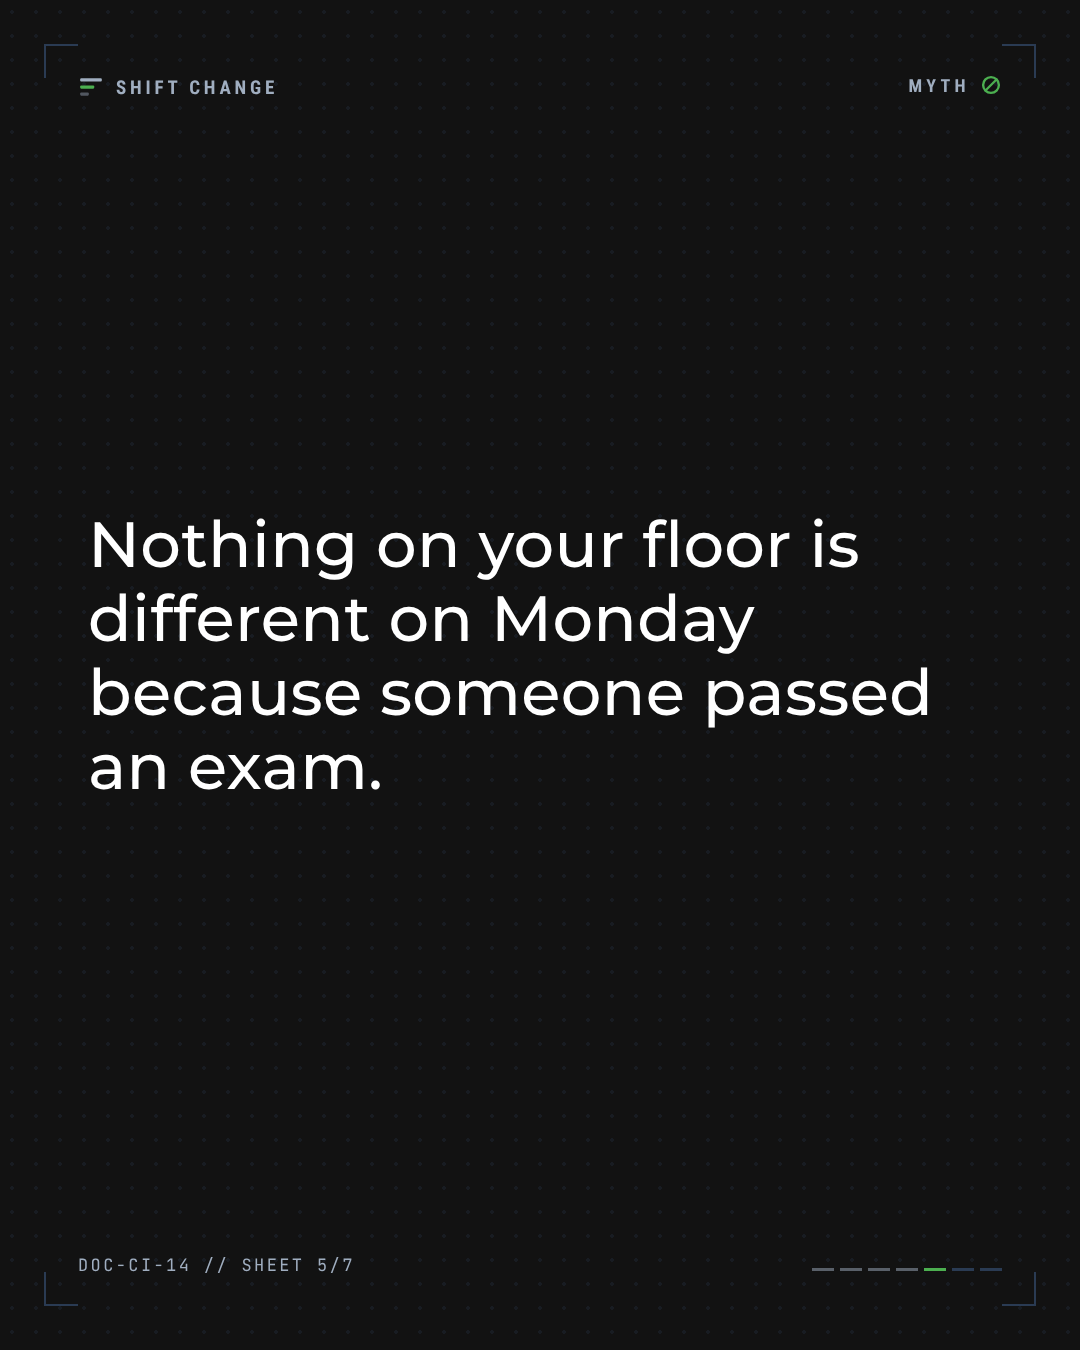 SHIFT CHANGE
MYTH
Nothing on your floor is
different on Monday
because someone passed
an exam.
DOC-CI-14 // SHEET 5/7